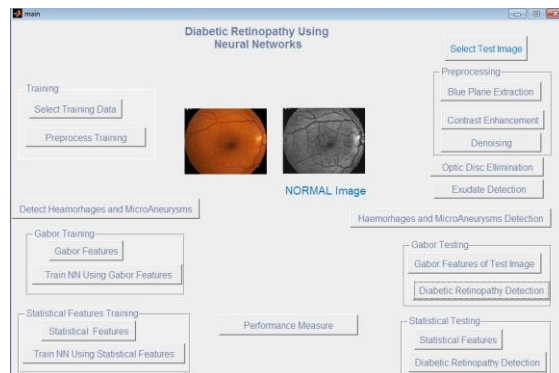 main
Diabetic Retinopathy Using
Neural Networks
Select Test Image
Training
Select Training Data
Preprocess Training
Preprocessing
Blue Plane Extraction
Contrast Enhancement
Denoising
Optic Disc Ellimination
Exudate Detection
NORMAL Image
Detect Heamorhages and MicroAneurysms
Haemorhages and MicroAneurysms Detection
Gabor Training
Gabor Features
Train NN Using Gabor Features
Gabor Testing
Gabor Features of Test Image
Diabetic Retinopathy Detection
Statistical Features Training
Statistical Features
Train NN Using Statistical Features
Performance Measure
Statistical Testing
Statistical Features
Diabetic Retinopathy Detection